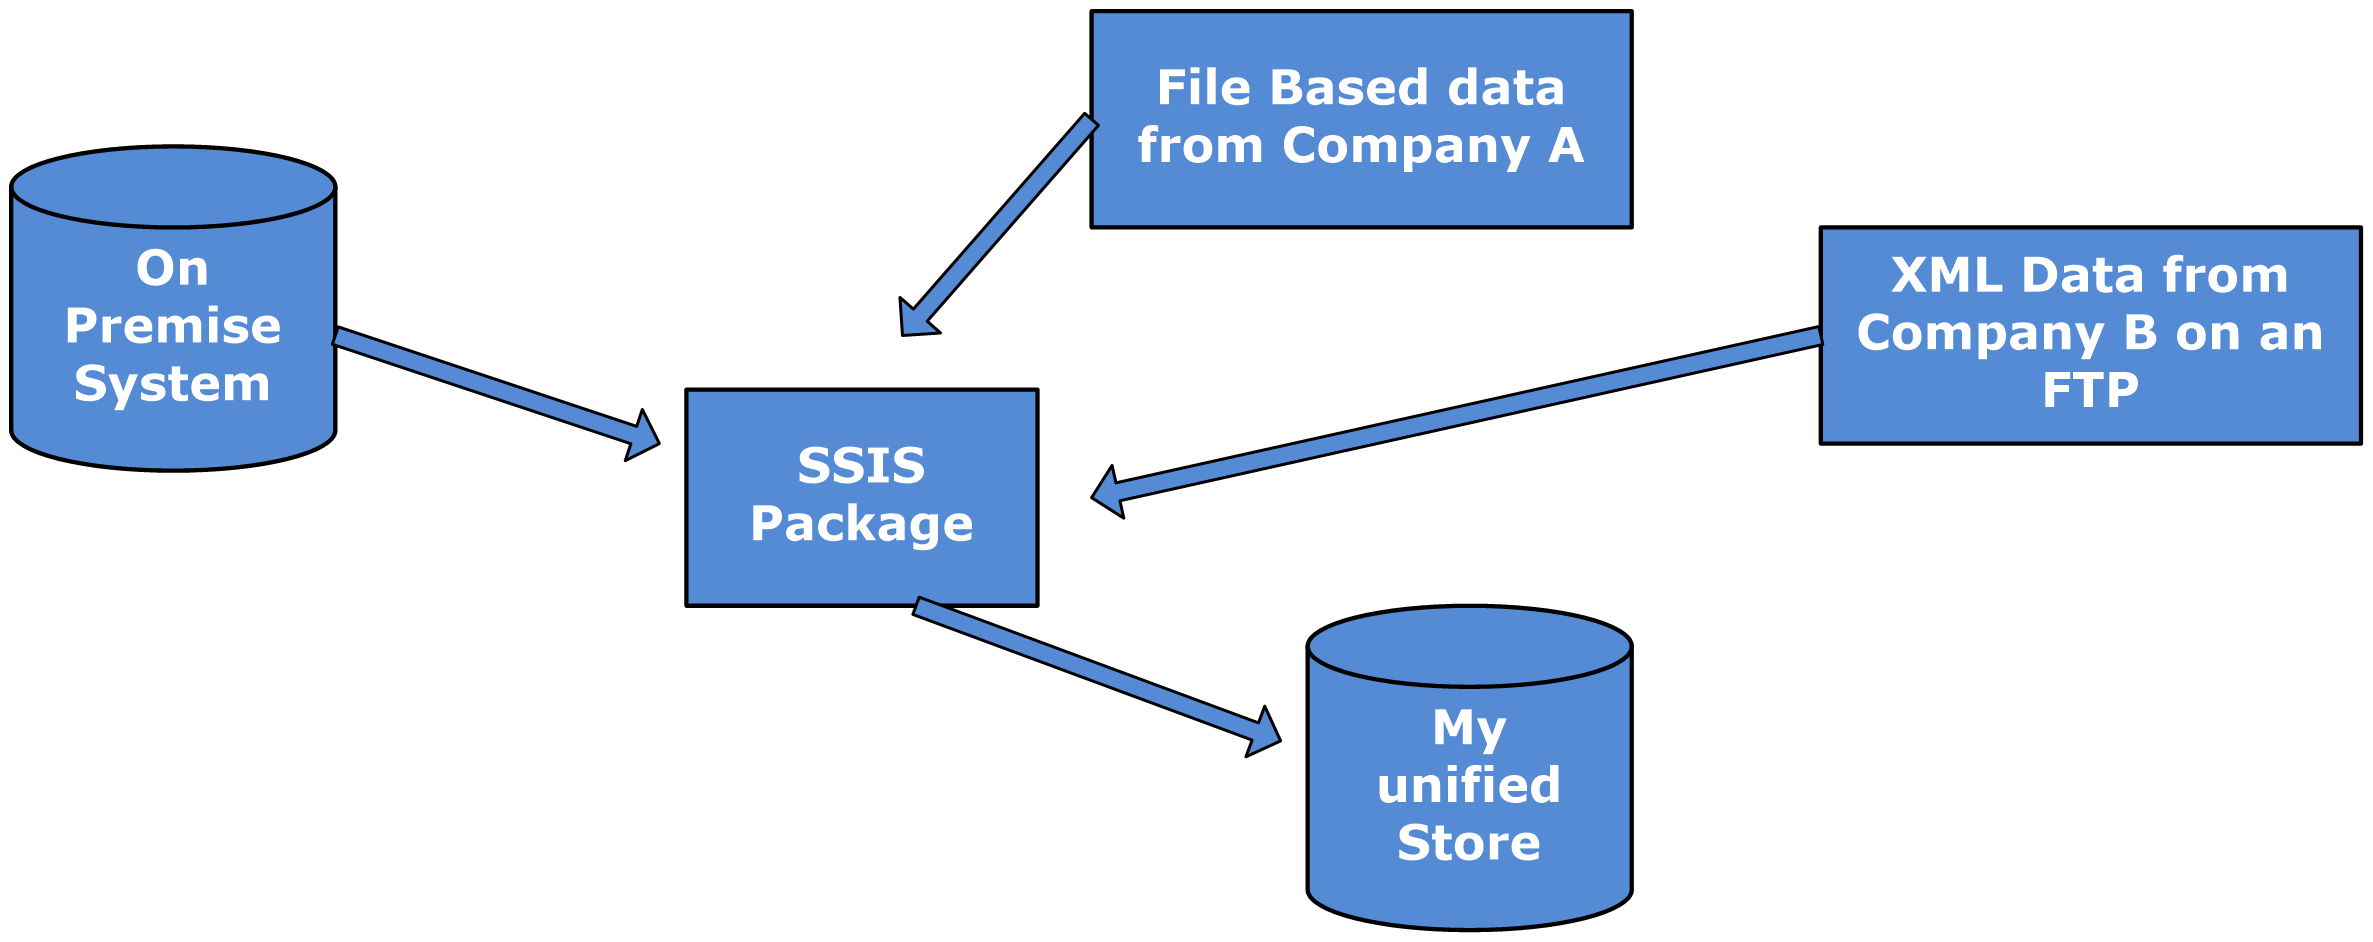 File Based data
from Company A
On
Premise
System
XML Data from
Company B on an
FTP
SSIS
Package
My
unified
Store